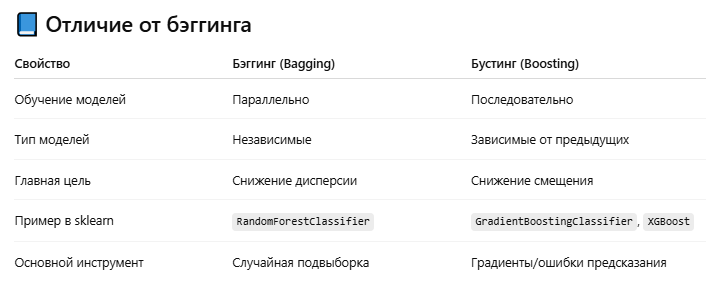 📘 Отличие от бэггинга
Свойство Бэггинг (Bagging) Бустинг (Boosting)
Обучение моделей Параллельно Последовательно
Тип моделей Независимые Зависимые от предыдущих
Главная цель Снижение дисперсии Снижение смещения
Пример в sklearn RandomForestClassifier GradientBoostingClassifier, XGBoost
Основной инструмент Случайная подвыборка Градиенты/ошибки предсказания